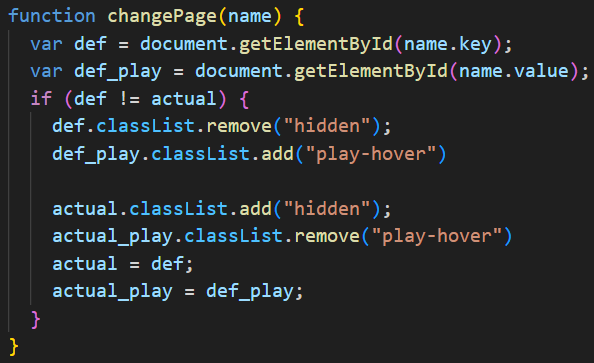 function changePage(name) {
var def = document.getElementById(name.key);
var def_play = document.getElementById(name.value);
if (def != actual) {
def.classList.remove("hidden");
def_play.classList.add("play-hover")
actual.classList.add("hidden");
actual_play.classList.remove("play-hover")
actual = def;
actual_play = def_play;
}
}